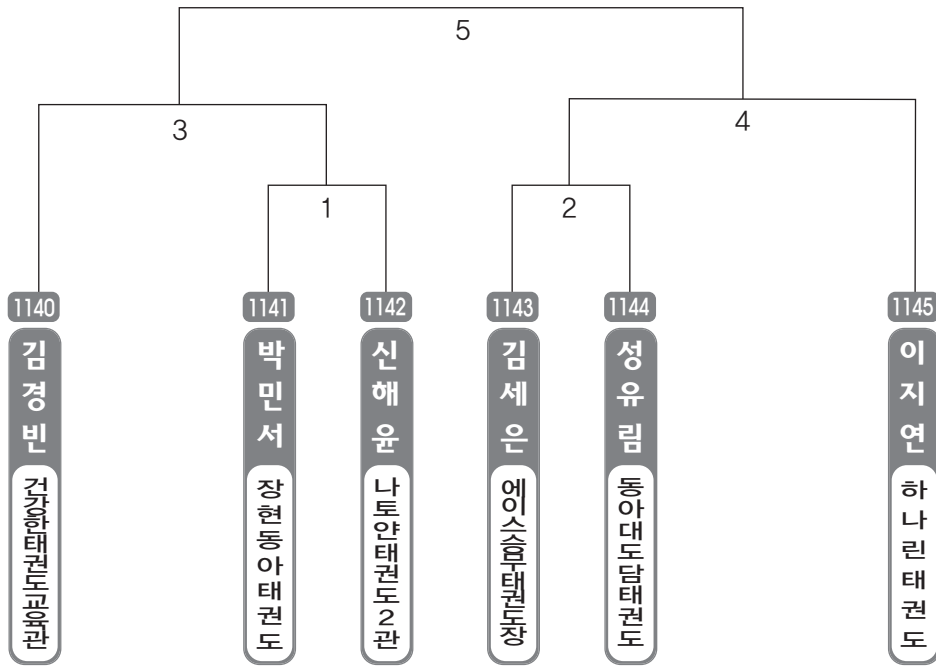 5
3
4
1
2
1140
1141
1142
1143
1144
1145
김경빈
박민서
신해윤
김세은
성유림
이지연
건강한태권도교육관
장현동아태권도
나토얀태권도2관
에이스승무태권도장
동아대도담태권도
하나린태권도